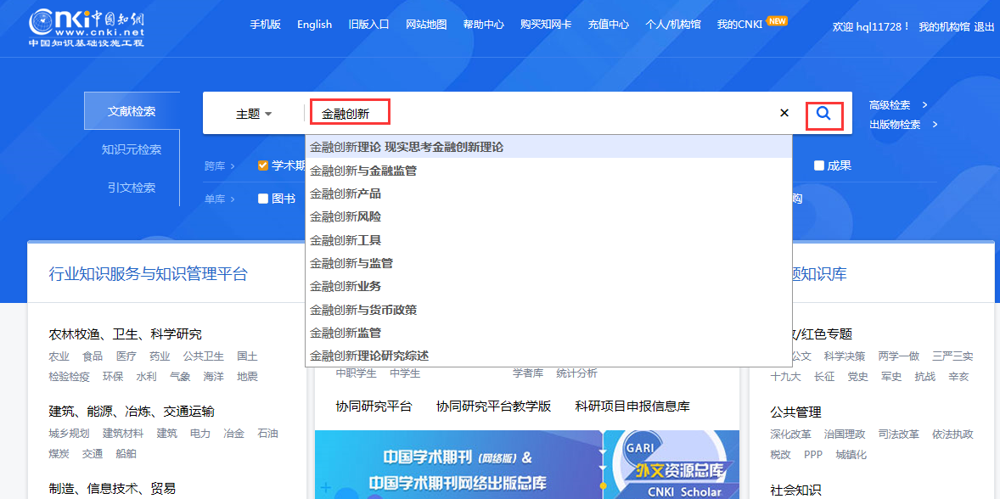 cnki中国知网
www.cnki.net
中国知识基础设施工程
手机版 English 旧版入口 网站地图 帮助中心 购买知网卡 充值中心 个人/机构馆 我的CNKI NEW
欢迎 hql11728！ 我的机构馆 退出
文献检索
知识元检索
引文检索
主题 金融创新 ×
高级检索 >
出版物检索 >
金融创新理论 现实思考金融创新理论
金融创新与金融监管
金融创新产品
金融创新风险
金融创新工具
金融创新与监管
金融创新业务
金融创新与货币政策
金融创新监管
金融创新理论研究综述
跨库 > 学术期 成果
单库 > 图书 购
行业知识服务与知识管理平台
农林牧渔、卫生、科学研究
农业 食品 医疗 药业 公共卫生 国土
检验检疫 环保 水利 气象 海洋 地震
建筑、能源、冶炼、交通运输
城乡规划 建筑材料 建筑 电力 冶金 石油
煤炭 交通 船舶
制造、信息技术、贸易
中职学生 中学生 学者库 统计分析
协同研究平台 协同研究平台教学版 科研项目申报信息库
中国学术期刊 (网络版) &
中国学术期刊网络出版总库
GARI
外文资源总库
CNKI Scholar
题知识库
/红色专题
公文 科学决策 两学一做 三严三实
十九大 长征 党史 军史 抗战 辛亥
公共管理
深化改革 治国理政 司法改革 依法执政
税改 PPP 城镇化
社会知识